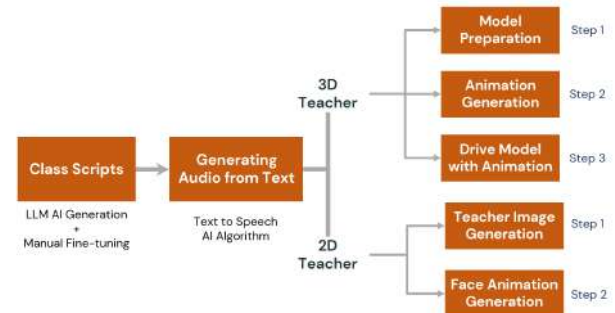 Class Scripts
LLM AI Generation
+
Manual Fine-tuning
Generating
Audio from Text
Text to Speech
AI Algorithm
3D
Teacher
Model
Preparation
Step 1
Animation
Generation
Step 2
Drive Model
with Animation
Step 3
2D
Teacher
Teacher Image
Generation
Step 1
Face Animation
Generation
Step 2